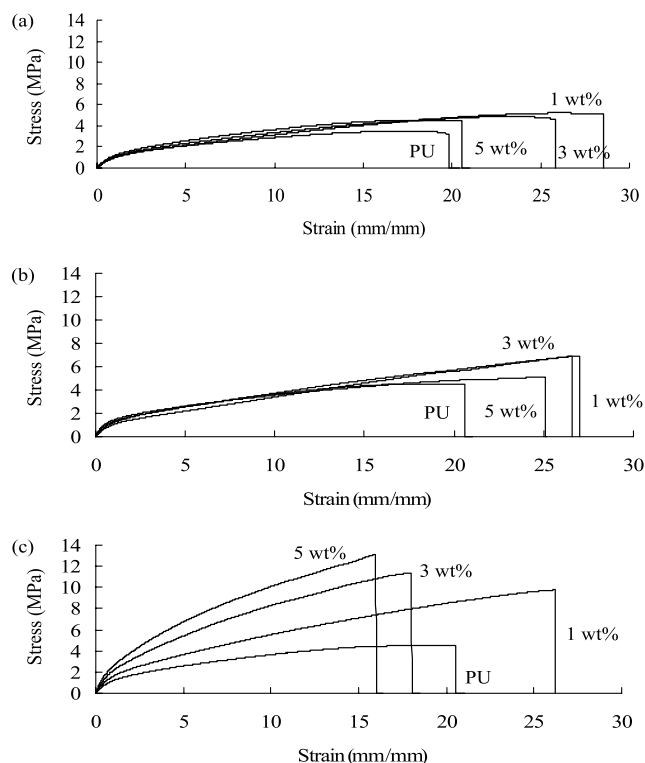 (a)
Stress (MPa)
14
12
10
8
6
4
2
0
1 wt%
PU
5 wt%
3 wt%
0 5 10 15 20 25 30
Strain (mm/mm)
(b)
Stress (MPa)
14
12
10
8
6
4
2
0
3 wt%
PU
5 wt%
1 wt%
0 5 10 15 20 25 30
Strain (mm/mm)
(c)
Stress (MPa)
14
12
10
8
6
4
2
0
5 wt%
3 wt%
1 wt%
PU
0 5 10 15 20 25 30
Strain (mm/mm)